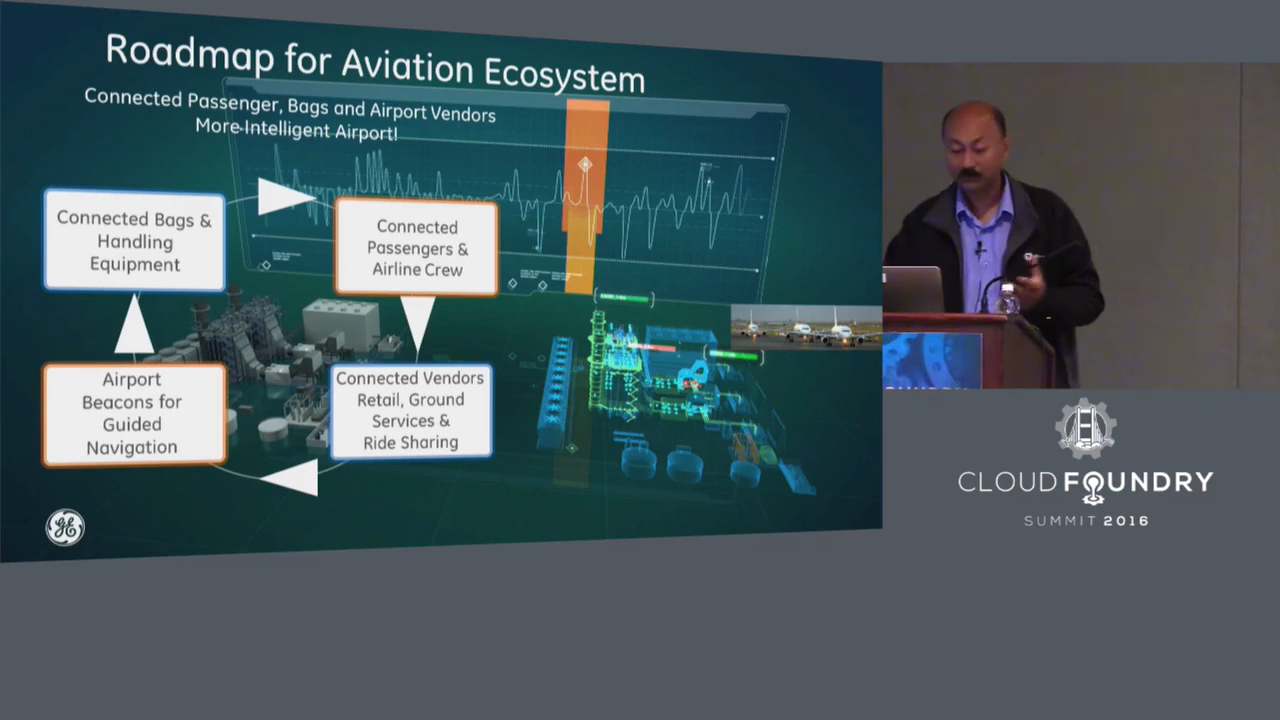 Roadmap for Aviation Ecosystem
Connected Passenger, Bags and Airport Vendors
More Intelligent Airport!
Connected Bags &
Handling
Equipment
Connected
Passengers &
Airline Crew
Airport
Beacons for
Guided
Navigation
Connected Vendors
Retail, Ground
Services &
Ride Sharing
GE
CLOUD FOUNDRY
SUMMIT 2016